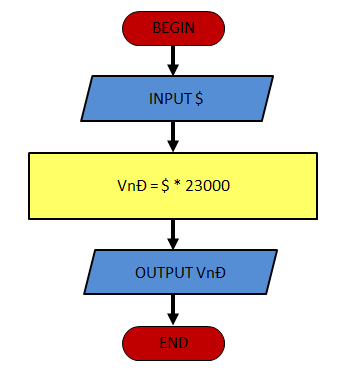 BEGIN
INPUT $
VnĐ = $ * 23000
OUTPUT VnĐ
END